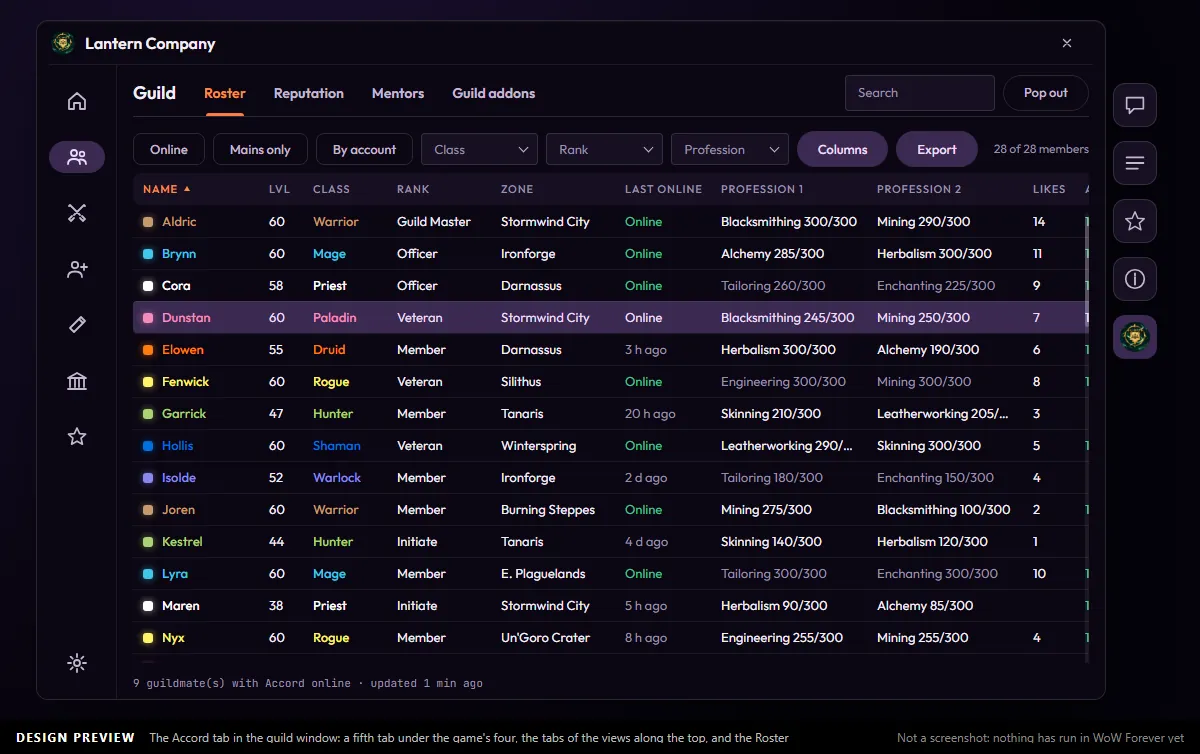 Lantern Company
Guild Roster Reputation Mentors Guild addons Search Pop out
Online Mains only By account Class Rank Profession Columns Export 28 of 28 members
NAME LVL CLASS RANK ZONE LAST ONLINE PROFESSION 1 PROFESSION 2 LIKES
Aldric 60 Warrior Guild Master Stormwind City Online Blacksmithing 300/300 Mining 290/300 14
Brynn 60 Mage Officer Ironforge Online Alchemy 285/300 Herbalism 300/300 11
Cora 58 Priest Officer Darnassus Online Tailoring 260/300 Enchanting 225/300 9
Dunstan 60 Paladin Veteran Stormwind City Online Blacksmithing 245/300 Mining 250/300 7
Elowen 55 Druid Member Darnassus 3 h ago Herbalism 300/300 Alchemy 190/300 6
Fenwick 60 Rogue Veteran Silithus Online Engineering 300/300 Mining 300/300 8
Garrick 47 Hunter Member Tanaris 20 h ago Skinning 210/300 Leatherworking 205/... 3
Hollis 60 Shaman Veteran Winterspring Online Leatherworking 290/... Skinning 300/300 5
Isolde 52 Warlock Member Ironforge 2 d ago Tailoring 180/300 Enchanting 150/300 4
Joren 60 Warrior Member Burning Steppes Online Mining 275/300 Blacksmithing 100/300 2
Kestrel 44 Hunter Initiate Tanaris 4 d ago Skinning 140/300 Herbalism 120/300 1
Lyra 60 Mage Member E. Plaguelands Online Tailoring 300/300 Enchanting 300/300 10
Maren 38 Priest Initiate Stormwind City 5 h ago Herbalism 90/300 Alchemy 85/300
Nyx 60 Rogue Member Un'Goro Crater 8 h ago Engineering 255/300 Mining 255/300 4
9 guildmate(s) with Accord online · updated 1 min ago
DESIGN PREVIEW The Accord tab in the guild window: a fifth tab under the game's four, the tabs of the views along the top, and the Roster Not a screenshot: nothing has run in WoW Forever yet